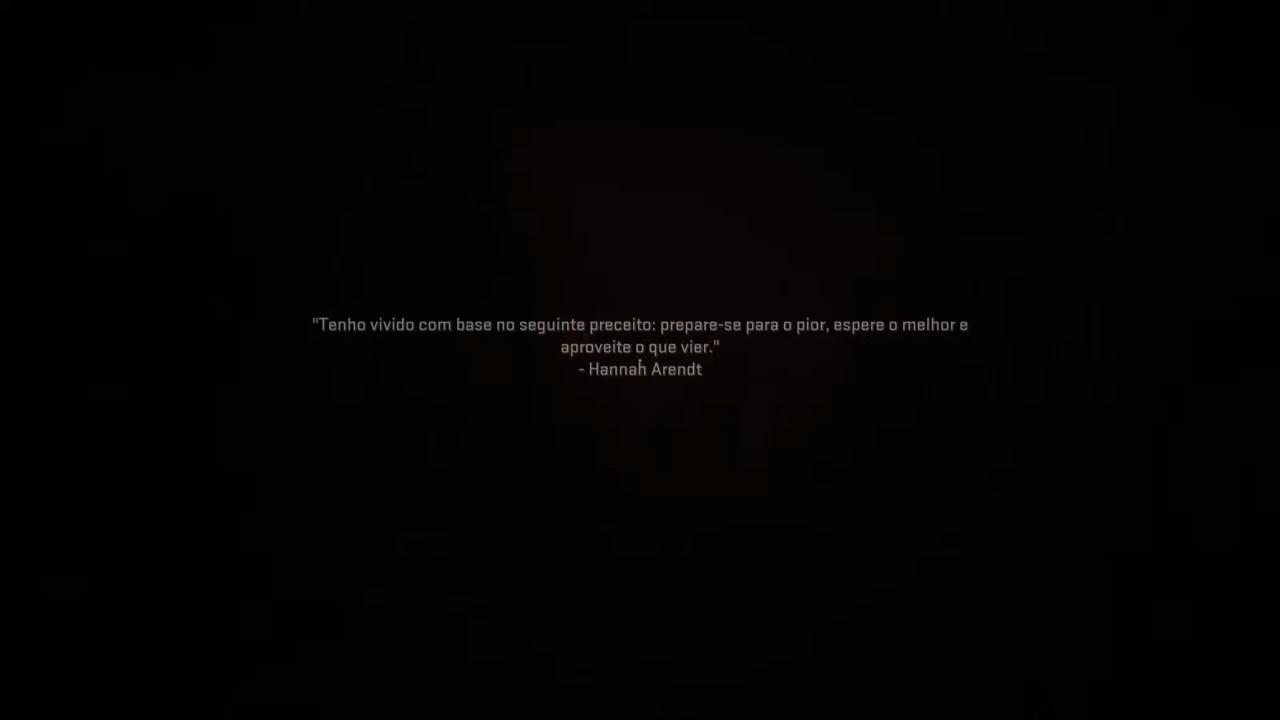 "Tenho vivido com base no seguinte preceito: prepare-se para o pior, espere o melhor e
aproveite o que vier."
- Hannah Arendt